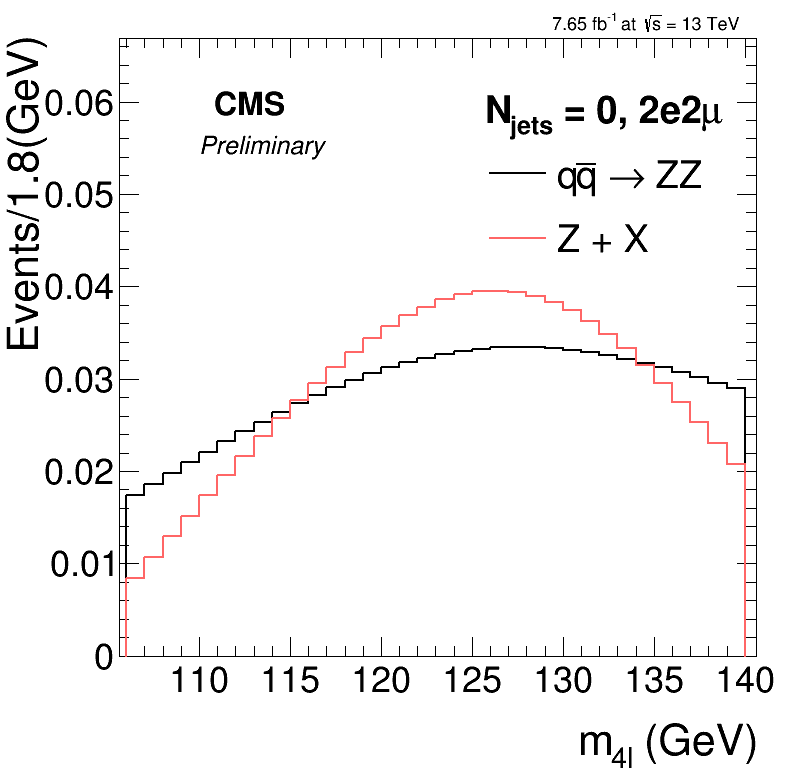 7.65 fb⁻¹ at √s = 13 TeV
CMS
Preliminary
N_jets = 0, 2e2μ
qq̅ → ZZ
Z + X
Events/1.8(GeV)
0.06
0.05
0.04
0.03
0.02
0.01
0
110 115 120 125 130 135 140
m_4l (GeV)